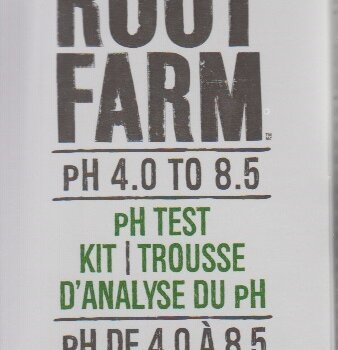 ROOT
FARM
pH 4.0 TO 8.5
pH TEST
KIT | TROUSSE
D'ANALYSE DU pH
pH DE 4.0 À 8.5